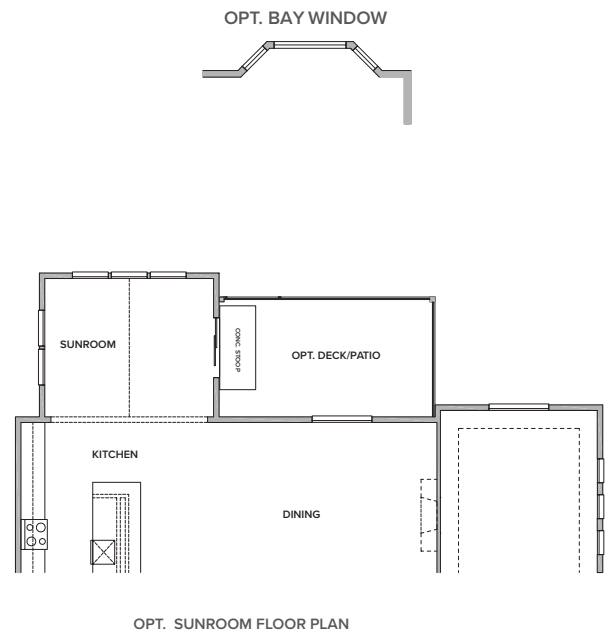 OPT. BAY WINDOW
SUNROOM
CONC. STOOP
OPT. DECK/PATIO
KITCHEN
DINING
OPT. SUNROOM FLOOR PLAN